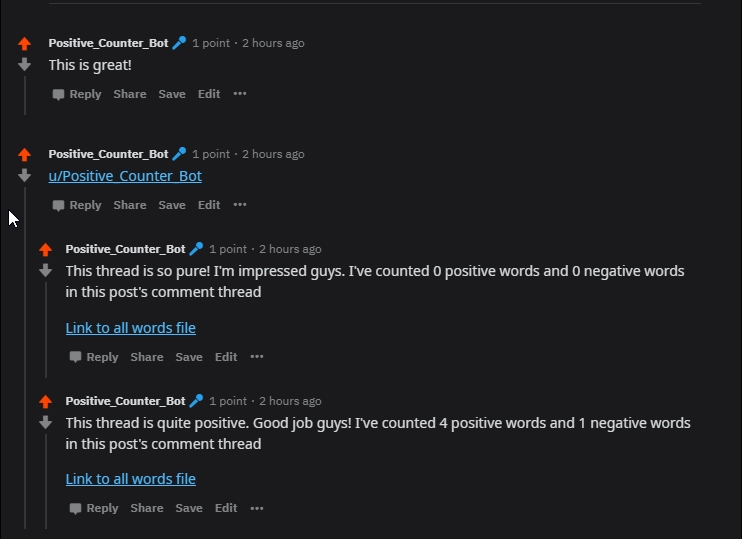 Positive_Counter_Bot 1 point · 2 hours ago
This is great!
Reply Share Save Edit ···
Positive_Counter_Bot 1 point · 2 hours ago
u/Positive_Counter_Bot
Reply Share Save Edit ···
Positive_Counter_Bot 1 point · 2 hours ago
This thread is so pure! I'm impressed guys. I've counted 0 positive words and 0 negative words
in this post's comment thread
Link to all words file
Reply Share Save Edit ···
Positive_Counter_Bot 1 point · 2 hours ago
This thread is quite positive. Good job guys! I've counted 4 positive words and 1 negative words
in this post's comment thread
Link to all words file
Reply Share Save Edit ···